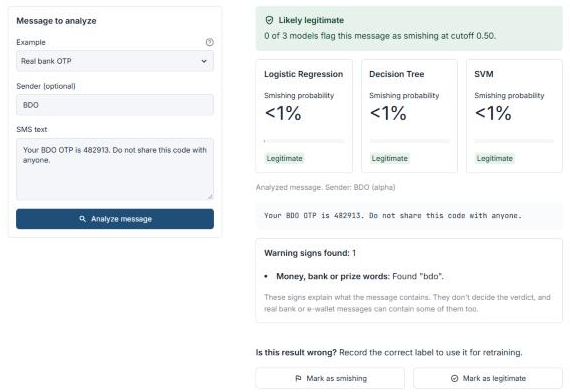 Message to analyze
Example
Real bank OTP
Sender (optional)
BDO
SMS text
Your BDO OTP is 482913. Do not share this code with
anyone.
Analyze message
Likely legitimate
0 of 3 models flag this message as smishing at cutoff 0.50.
Logistic Regression
Smishing probability
<1%
Legitimate
Decision Tree
Smishing probability
<1%
Legitimate
SVM
Smishing probability
<1%
Legitimate
Analyzed message. Sender: BDO (alpha)
Your BDO OTP is 482913. Do not share this code with anyone.
Warning signs found: 1
• Money, bank or prize words: Found "bdo".
These signs explain what the message contains. They don't decide the verdict, and
real bank or e-wallet messages can contain some of them too.
Is this result wrong? Record the correct label to use it for retraining.
Mark as smishing
Mark as legitimate